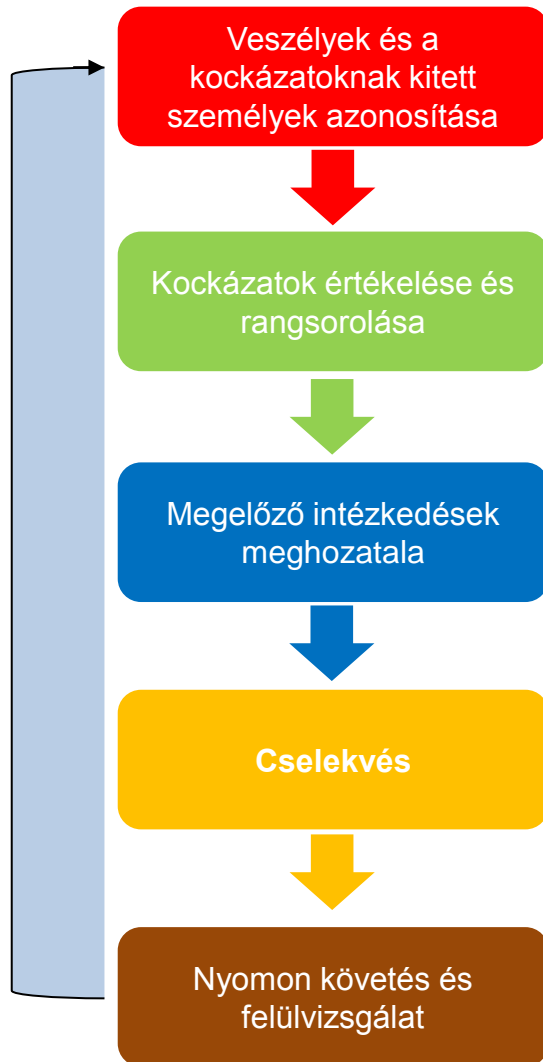 Veszélyek és a
kockázatoknak kitett
személyek azonosítása
Kockázatok értékelése és
rangsorolása
Megelőző intézkedések
meghozatala
Cselekvés
Nyomon követés és
felülvizsgálat